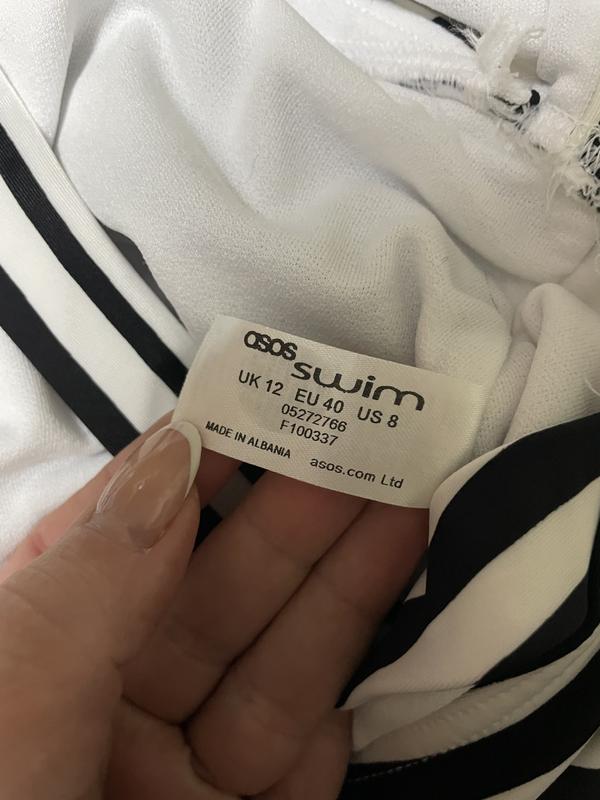 asos
swim
UK 12 EU 40 US 8
05272766
F100337
MADE IN ALBANIA
asos.com Ltd